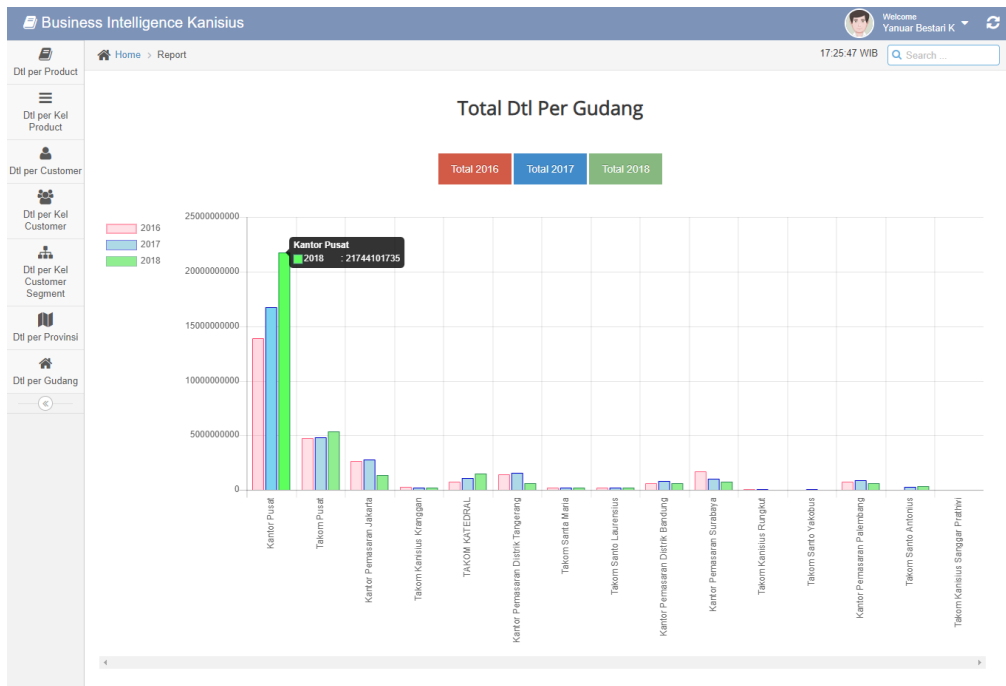 Business Intelligence Kanisius
Welcome
Yanuar Bestari K
Dtl per Product
Dtl per Kel
Product
Dtl per Customer
Dtl per Kel
Customer
Dtl per Kel
Customer
Segment
Dtl per Provinsi
Dtl per Gudang
Home > Report
17:25:47 WIB
Search ...
Total Dtl Per Gudang
Total 2016
Total 2017
Total 2018
2016
2017
2018
25000000000
20000000000
15000000000
10000000000
5000000000
0
Kantor Pusat
2018 : 21744101735
Kantor Pusat
Takom Pusat
Kantor Pemasaran Jakarta
Takom Kanisius Kranggan
TAKOM KATEDRAL
Kantor Pemasaran Distrik Tangerang
Takom Santa Maria
Takom Santo Laurensius
Kantor Pemasaran Distrik Bandung
Kantor Pemasaran Surabaya
Takom Kanisius Rungkut
Takom Santo Yakobus
Kantor Pemasaran Palembang
Takom Santo Antonius
Takom Kanisius Sanggar Prathivi